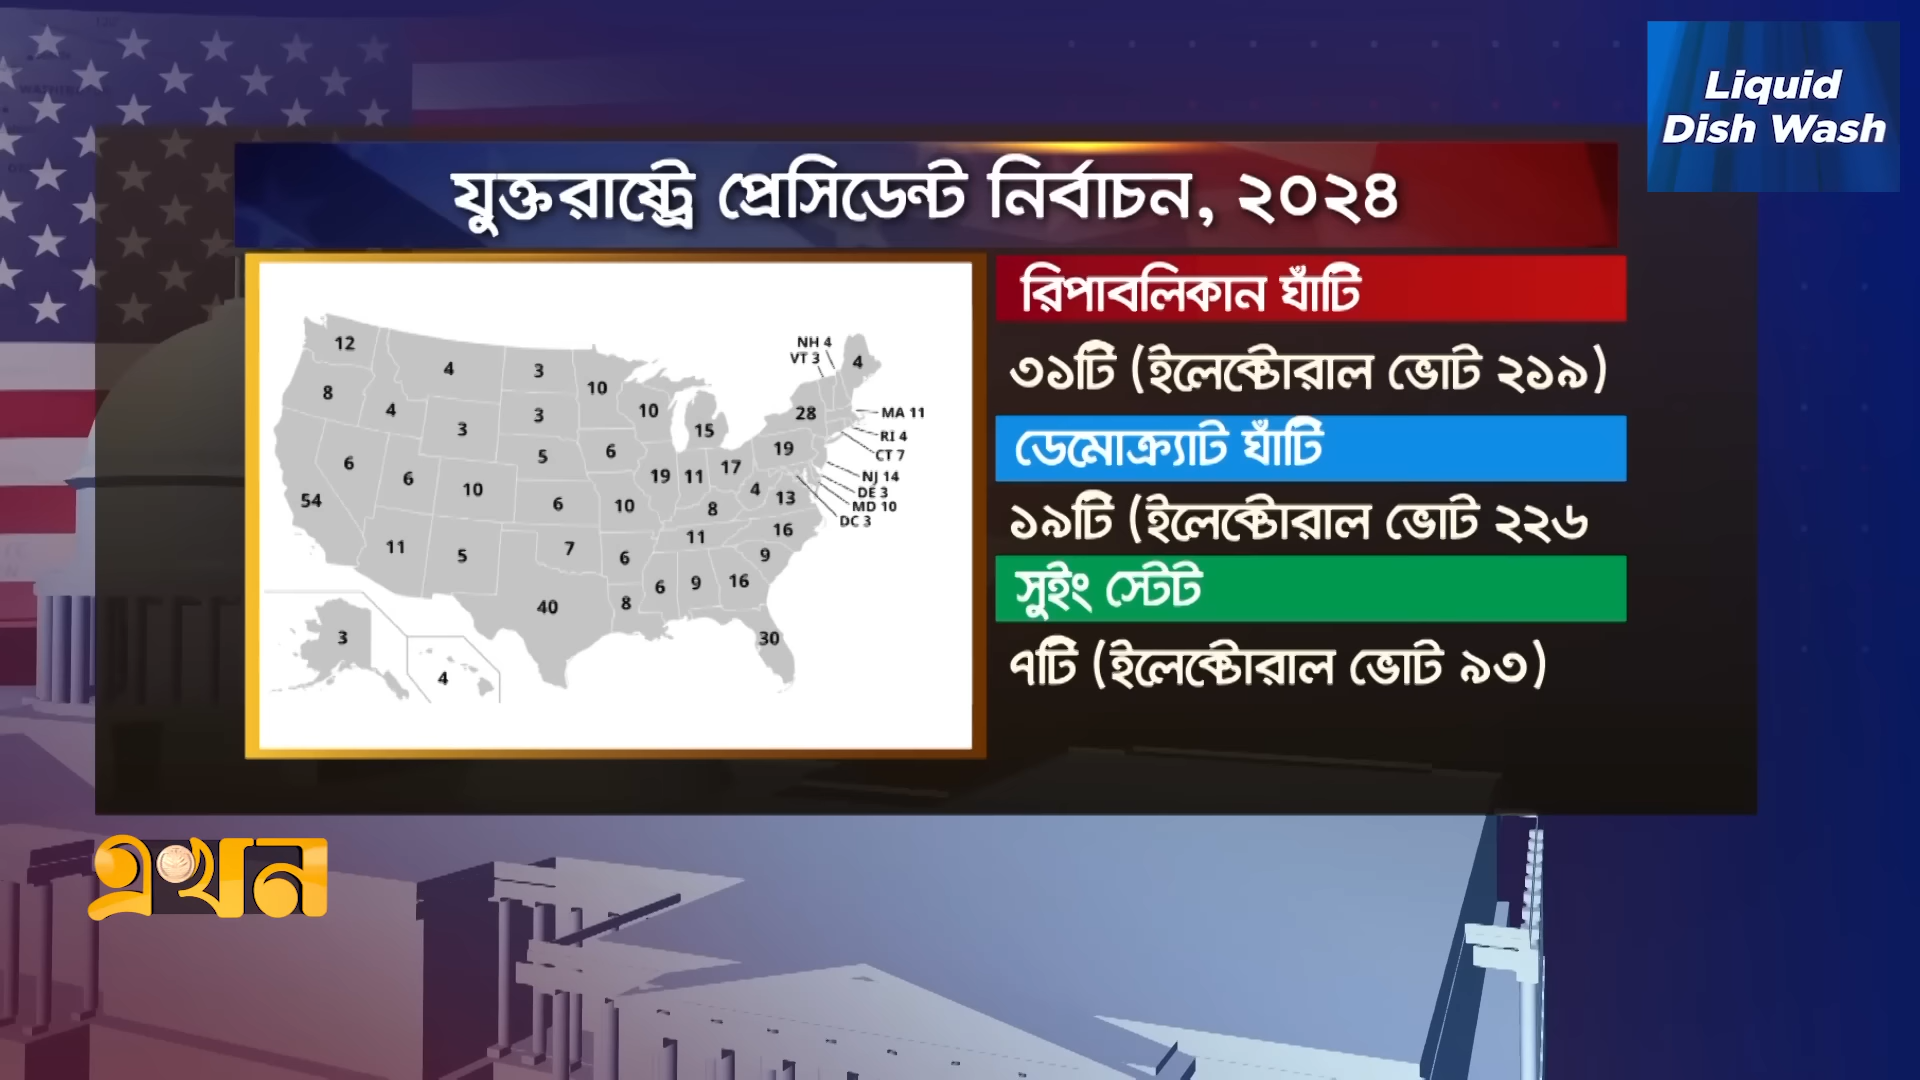 Liquid
Dish Wash
যুক্তরাষ্ট্রে প্রেসিডেন্ট নির্বাচন, ২০২৪
রিপাবলিকান ঘাঁটি
৩১টি (ইলেক্টোরাল ভোট ২১৯)
ডেমোক্র্যাট ঘাঁটি
১৯টি (ইলেক্টোরাল ভোট ২২৬
সুইং স্টেট
৭টি (ইলেক্টোরাল ভোট ৯৩)
NH 4
VT 3
4
12
4
3
10
8
4
3
10
28
MA 11
3
15
RI 4
6
5
6
19
CT 7
6
10
19
11
17
NJ 14
54
4
13
DE 3
6
10
8
MD 10
DC 3
11
5
7
6
11
16
9
40
8
6
9
16
3
30
4
এখন